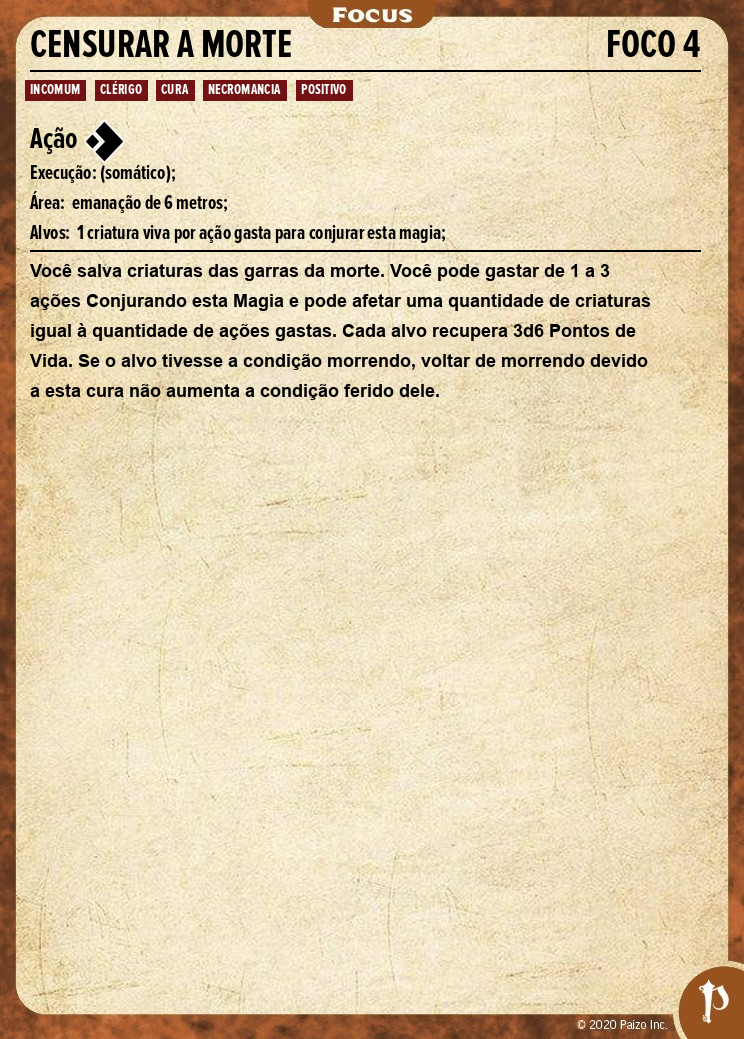 Focus
CENSURAR A MORTE FOCO 4
INCOMUM CLÉRIGO CURA NECROMANCIA POSITIVO
Ação
Execução: (somático);
Área: emanação de 6 metros;
Alvos: 1 criatura viva por ação gasta para conjurar esta magia;
Você salva criaturas das garras da morte. Você pode gastar de 1 a 3
ações Conjurando esta Magia e pode afetar uma quantidade de criaturas
igual à quantidade de ações gastas. Cada alvo recupera 3d6 Pontos de
Vida. Se o alvo tivesse a condição morrendo, voltar de morrendo devido
a esta cura não aumenta a condição ferido dele.
© 2020 Paizo Inc.
P